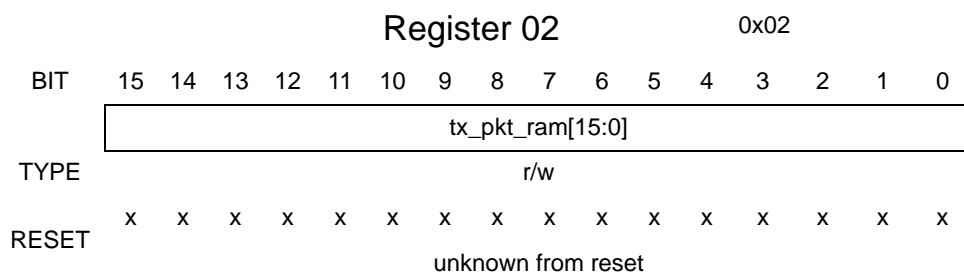 Register 02 0x02
BIT 15 14 13 12 11 10 9 8 7 6 5 4 3 2 1 0
tx_pkt_ram[15:0]
TYPE r/w
RESET x x x x x x x x x x x x x x x x
unknown from reset